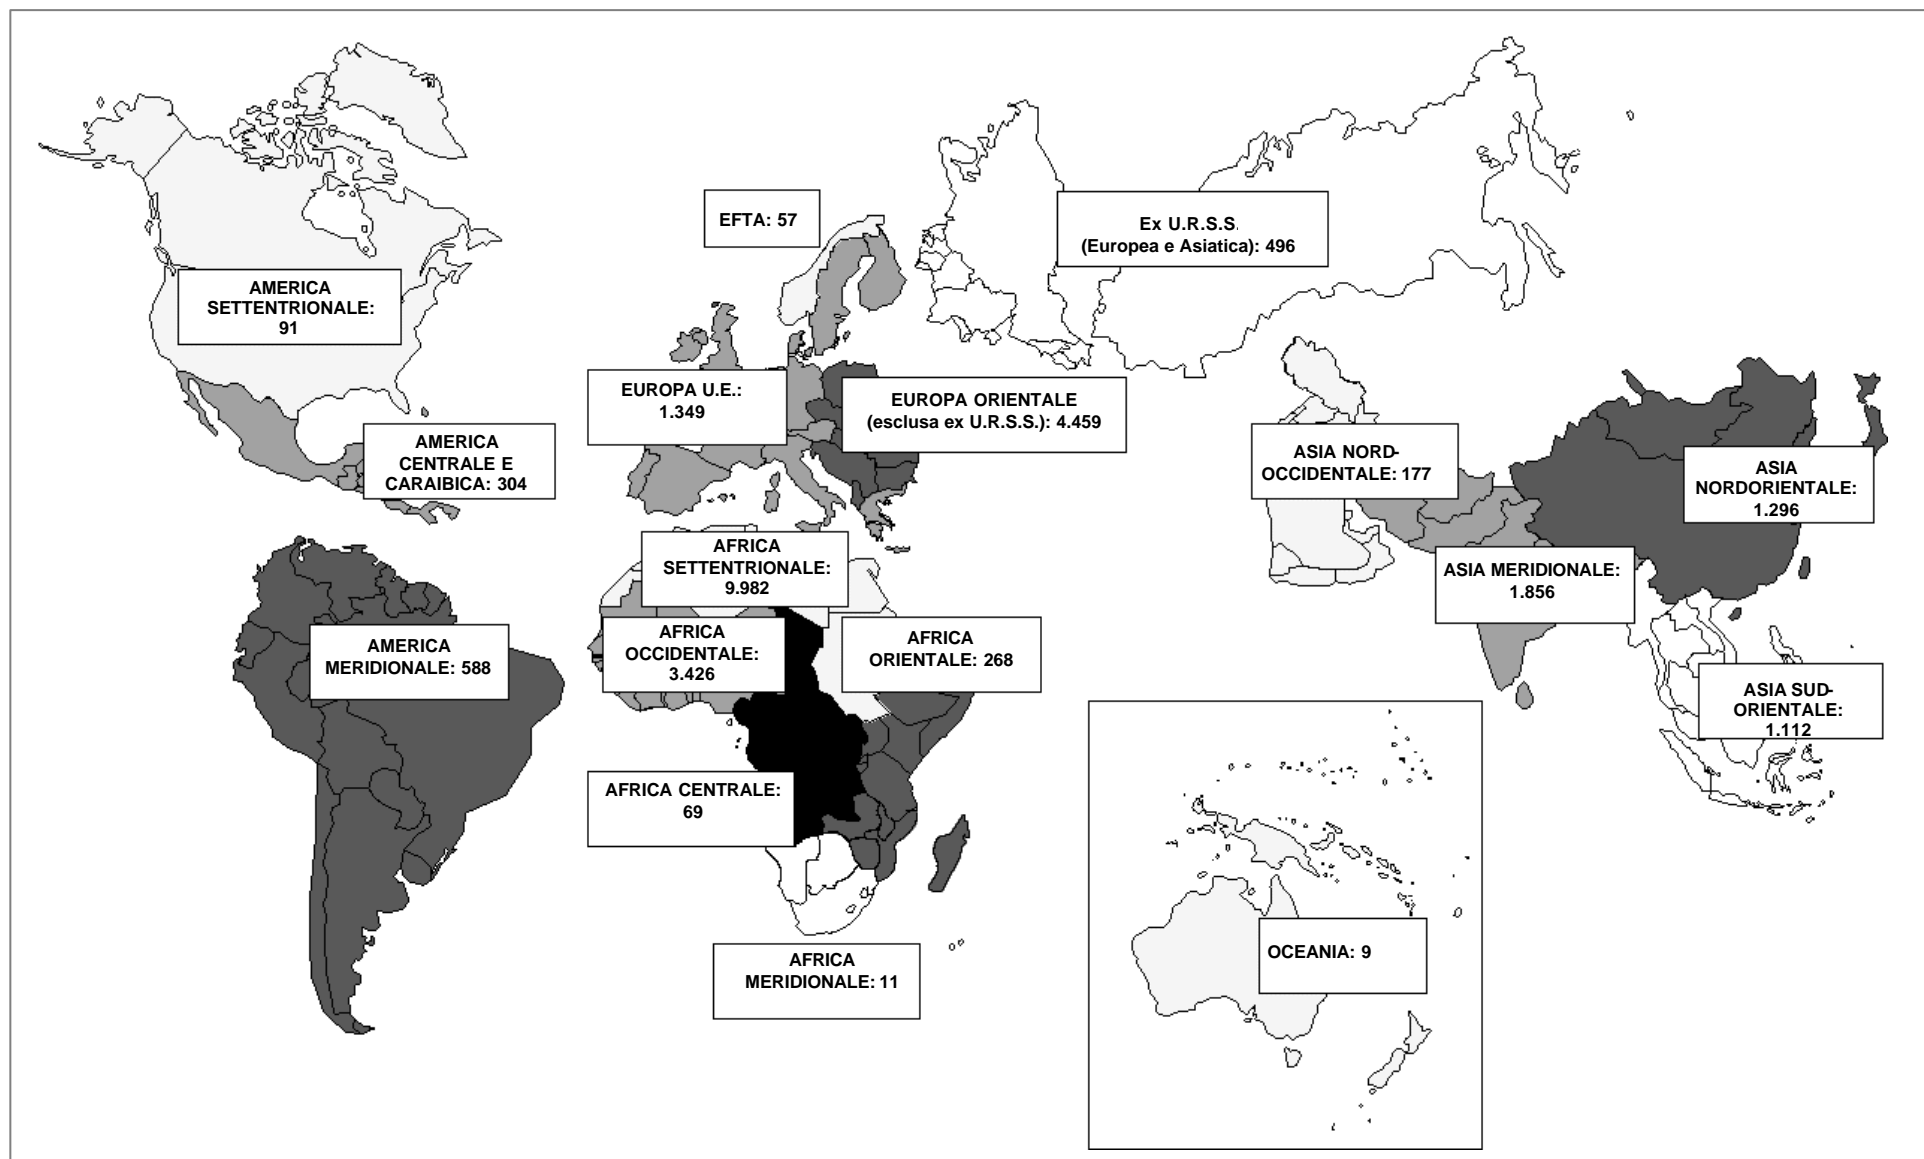 EFTA: 57
Ex U.R.S.S.
(Europea e Asiatica): 496
AMERICA
SETTENTRIONALE:
91
EUROPA U.E.:
1.349
EUROPA ORIENTALE
(esclusa ex U.R.S.S.): 4.459
AMERICA
CENTRALE E
CARAIBICA: 304
ASIA NORD-
OCCIDENTALE: 177
ASIA
NORDORIENTALE:
1.296
AFRICA
SETTENTRIONALE:
9.982
ASIA MERIDIONALE:
1.856
AMERICA
MERIDIONALE: 588
AFRICA
OCCIDENTALE:
3.426
AFRICA
ORIENTALE: 268
ASIA SUD-
ORIENTALE:
1.112
AFRICA CENTRALE:
69
AFRICA
MERIDIONALE: 11
OCEANIA: 9